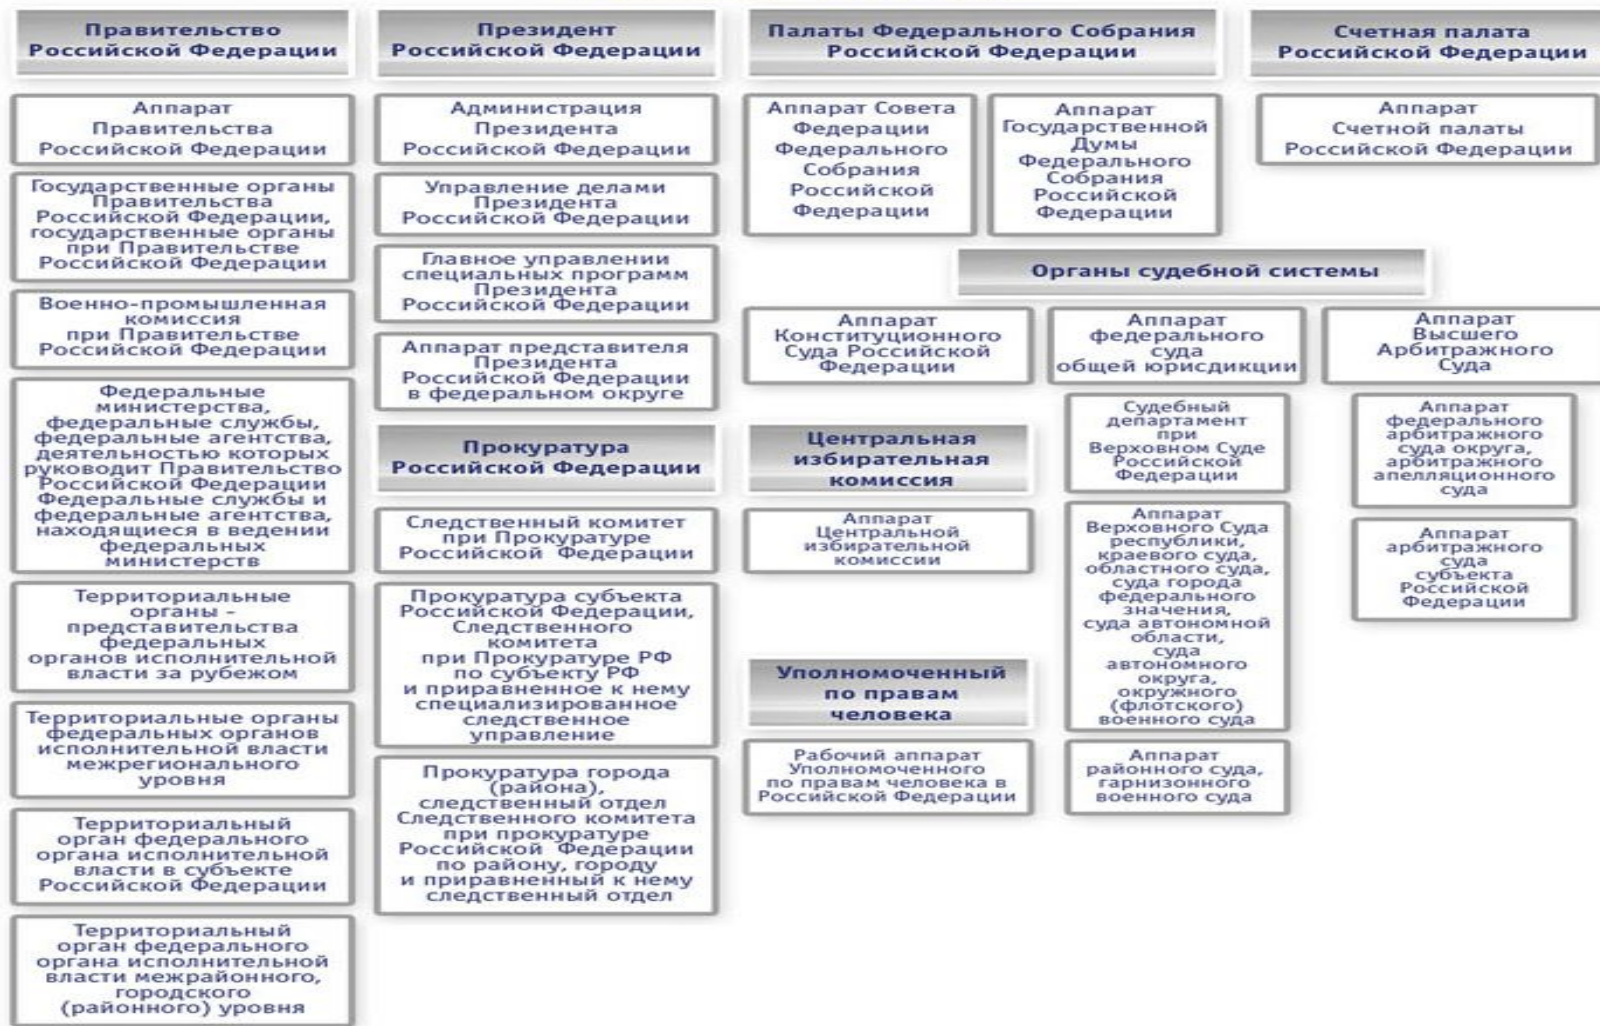 Правительство
Российской Федерации
Аппарат
Правительства
Российской Федерации
Государственные органы
Правительства
Российской Федерации,
государственные органы
при Правительстве
Российской Федерации
Военно-промышленная
комиссия
при Правительстве
Российской Федерации
Федеральные
министерства,
федеральные службы,
федеральные агентства,
деятельностью которых
руководит Правительство
Российской Федерации
Федеральные службы и
федеральные агентства,
находящиеся в ведении
федеральных
министерств
Территориальные
органы -
представительства
федеральных
органов исполнительной
власти за рубежом
Территориальные органы
федеральных органов
исполнительной власти
межрегионального
уровня
Территориальный
орган федерального
органа исполнительной
власти в субъекте
Российской Федерации
Территориальный
орган федерального
органа исполнительной
власти межрайонного,
городского
(районного) уровня
Президент
Российской Федерации
Администрация
Президента
Российской Федерации
Управление делами
Президента
Российской Федерации
Главное управлении
специальных программ
Президента
Российской Федерации
Аппарат представителя
Президента
Российской Федерации
в федеральном округе
Прокуратура
Российской Федерации
Следственный комитет
при Прокуратуре
Российской Федерации
Прокуратура субъекта
Российской Федерации,
Следственного
комитета
при Прокуратуре РФ
по субъекту РФ
и приравненное к нему
специализированное
следственное
управление
Прокуратура города
(района),
следственный отдел
Следственного комитета
при прокуратуре
Российской Федерации
по району, городу
и приравненный к нему
следственный отдел
Палаты Федерального Собрания
Российской Федерации
Аппарат Совета
Федерации
Федерального
Собрания
Российской
Федерации
Аппарат
Государственной
Думы
Федерального
Собрания
Российской
Федерации
Счетная палата
Российской Федерации
Аппарат
Счетной палаты
Российской Федерации
Органы судебной системы
Аппарат
Конституционного
Суда Российской
Федерации
Аппарат
федерального
суда
общей юрисдикции
Судебный
департамент
при
Верховном Суде
Российской
Федерации
Аппарат
Верховного Суда
республики,
краевого суда,
областного суда,
суда города
федерального
значения,
суда автономной
области,
суда
автономного
округа,
окружного
(флотского)
военного суда
Аппарат
районного суда,
гарнизонного
военного суда
Аппарат
Высшего
Арбитражного
Суда
Аппарат
федерального
арбитражного
суда округа,
арбитражного
апелляционного
суда
Аппарат
арбитражного
суда
субъекта
Российской
Федерации
Центральная
избирательная
комиссия
Аппарат
Центральной
избирательной
комиссии
Уполномоченный
по правам
человека
Рабочий аппарат
Уполномоченного
по правам человека в
Российской Федерации